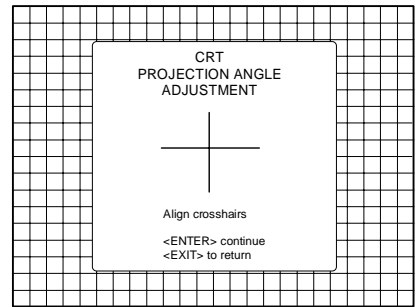 CRT
PROJECTION ANGLE
ADJUSTMENT
Align crosshairs
<ENTER> continue
<EXIT> to return